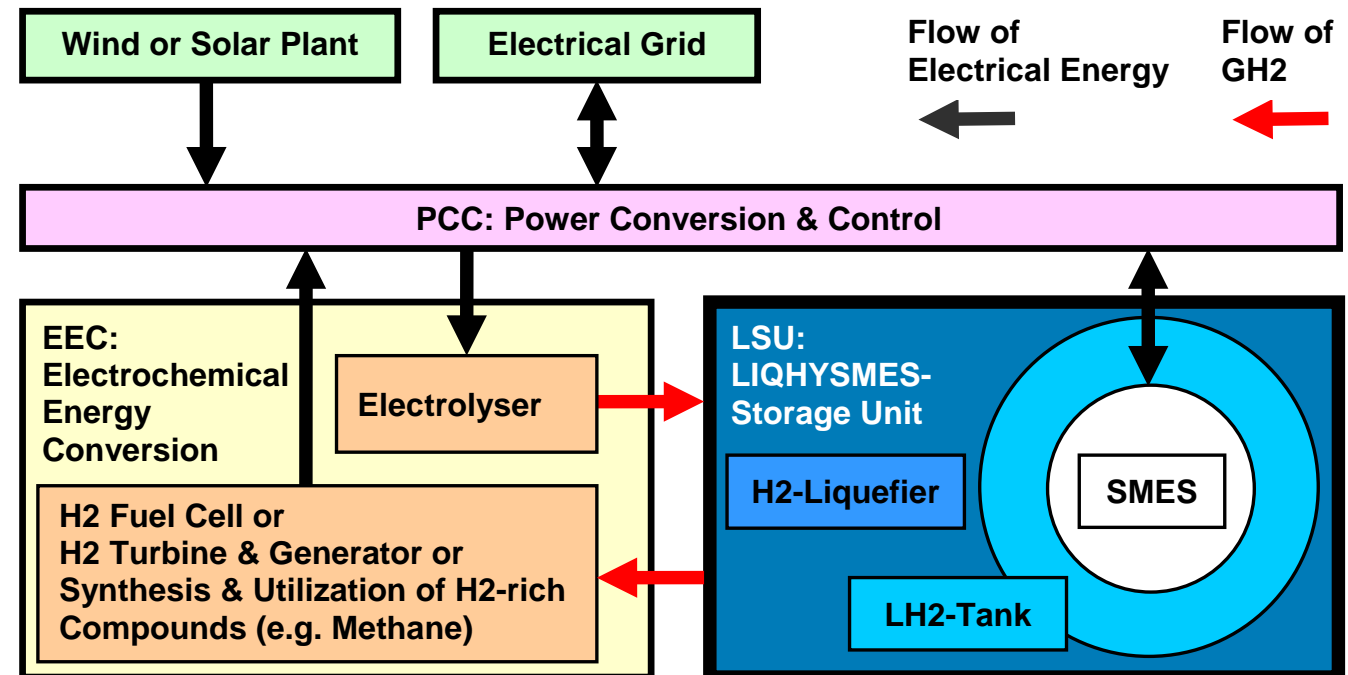 Wind or Solar Plant
Electrical Grid
Flow of
Electrical Energy
Flow of
GH2
PCC: Power Conversion & Control
EEC:
Electrochemical
Energy
Conversion
Electrolyser
H2 Fuel Cell or
H2 Turbine & Generator or
Synthesis & Utilization of H2-rich
Compounds (e.g. Methane)
LSU:
LIQHYSMES-
Storage Unit
H2-Liquefier
SMES
LH2-Tank